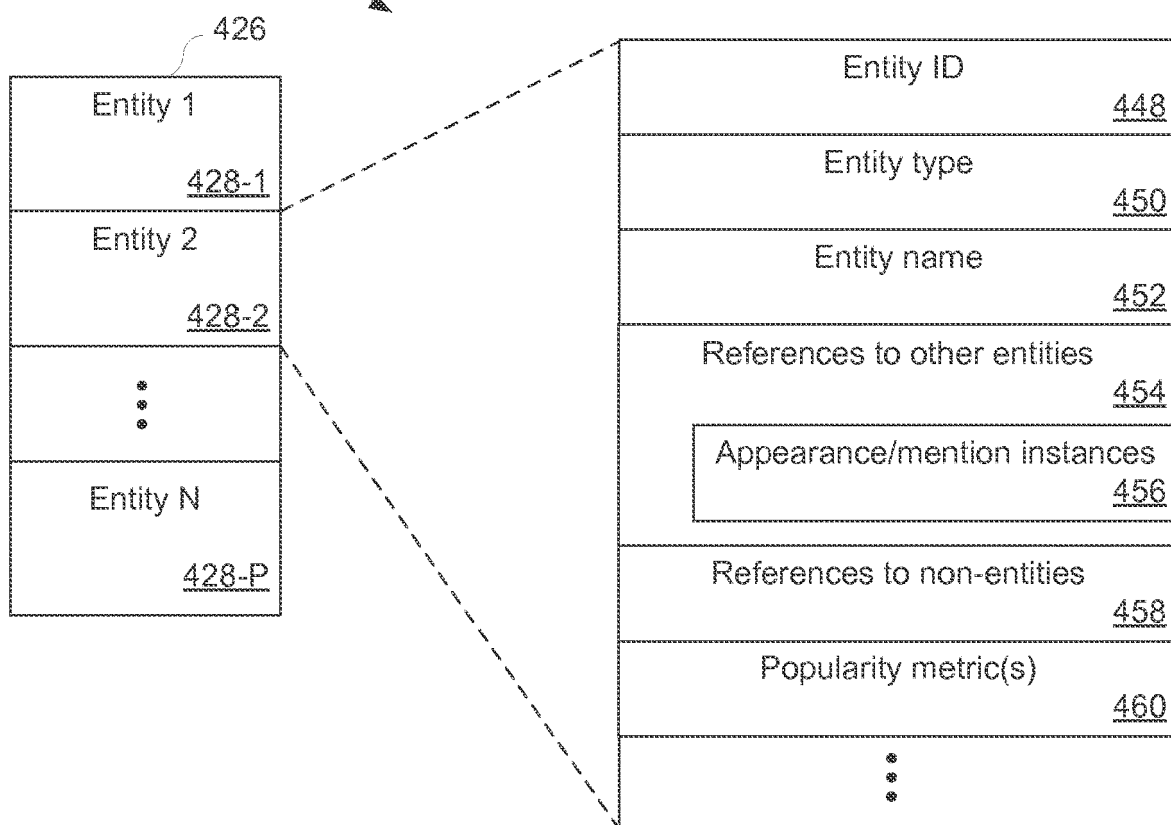 426
Entity 1
428-1
Entity 2
428-2
Entity N
428-P
Entity ID
448
Entity type
450
Entity name
452
References to other entities
454
Appearance/mention instances
456
References to non-entities
458
Popularity metric(s)
460